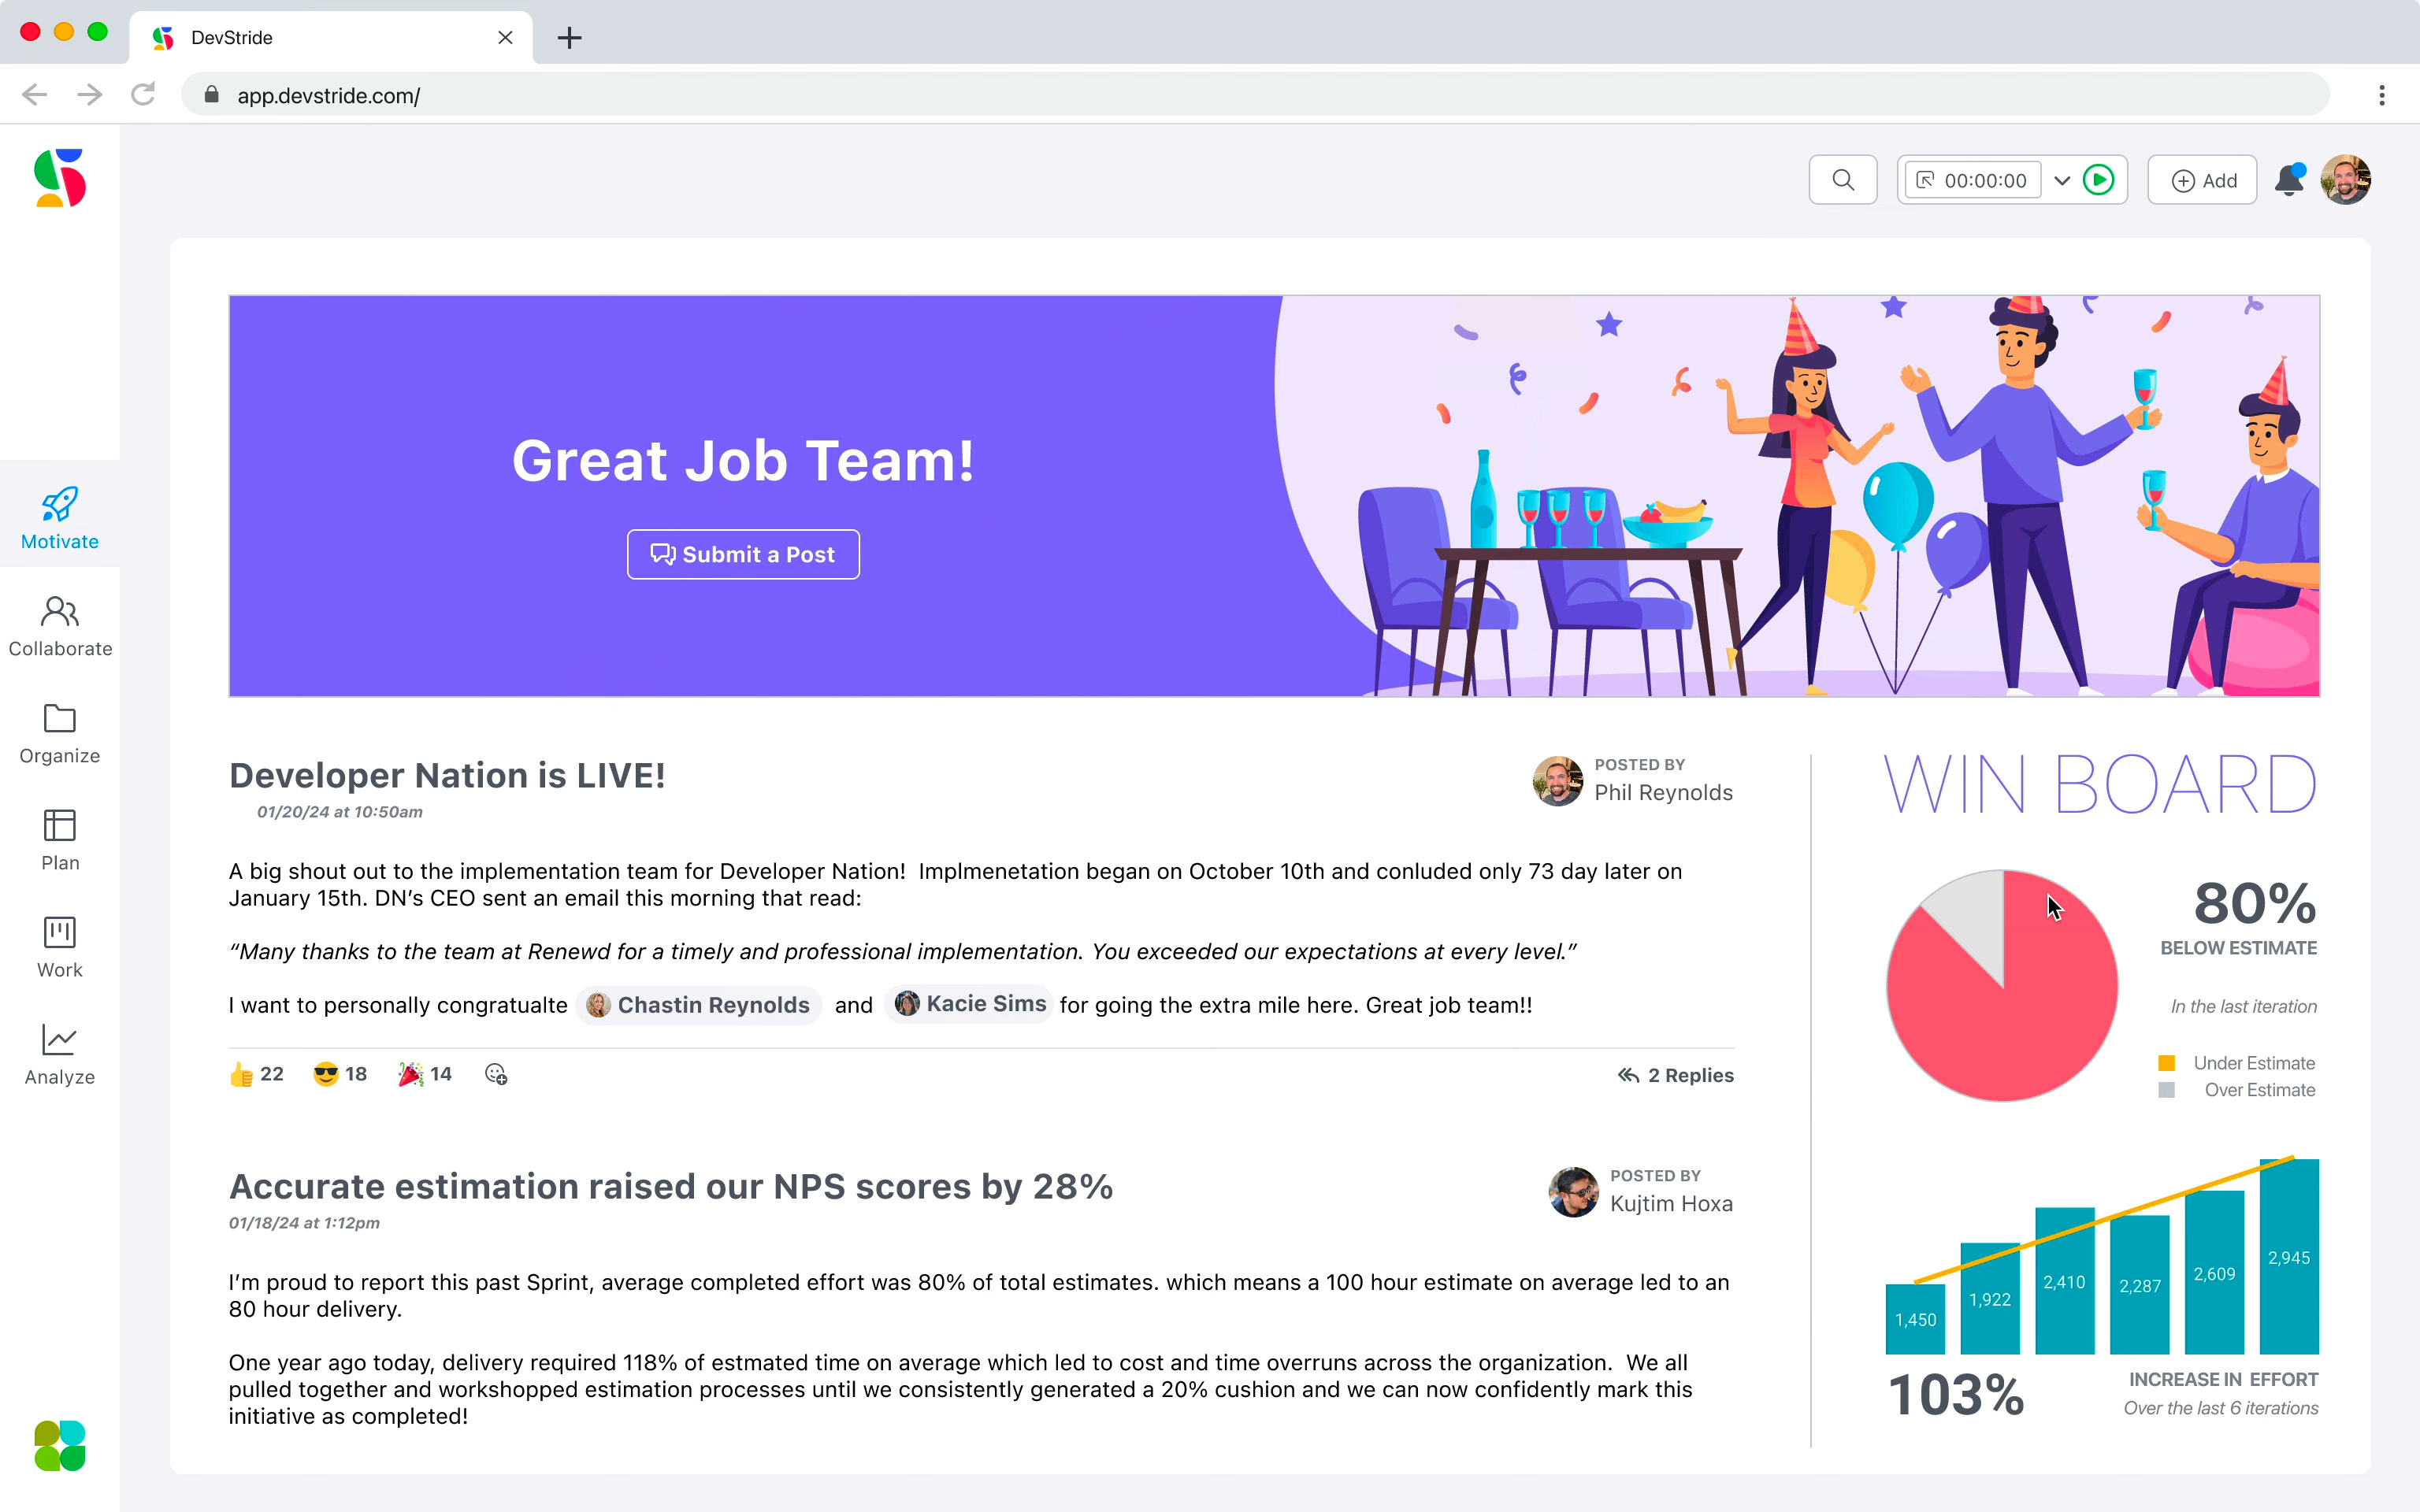 DevStride
app.devstride.com/
00:00:00
Add
Motivate
Collaborate
Organize
Plan
Work
Analyze
Great Job Team!
Submit a Post
Developer Nation is LIVE!
01/20/24 at 10:50am
POSTED BY
Phil Reynolds
A big shout out to the implementation team for Developer Nation!  Implmenetation began on October 10th and conluded only 73 day later on
January 15th. DN’s CEO sent an email this morning that read:
“Many thanks to the team at Renewd for a timely and professional implementation. You exceeded our expectations at every level.”
I want to personally congratualte Chastin Reynolds and Kacie Sims for going the extra mile here. Great job team!!
22 18 14
2 Replies
Accurate estimation raised our NPS scores by 28%
01/18/24 at 1:12pm
POSTED BY
Kujtim Hoxa
I’m proud to report this past Sprint, average completed effort was 80% of total estimates. which means a 100 hour estimate on average led to an
80 hour delivery.
One year ago today, delivery required 118% of estmated time on average which led to cost and time overruns across the organization.  We all
pulled together and workshopped estimation processes until we consistently generated a 20% cushion and we can now confidently mark this
initiative as completed!
WIN BOARD
80%
BELOW ESTIMATE
In the last iteration
Under Estimate
Over Estimate
1,450
1,922
2,410
2,287
2,609
2,945
103%
INCREASE IN EFFORT
Over the last 6 iterations